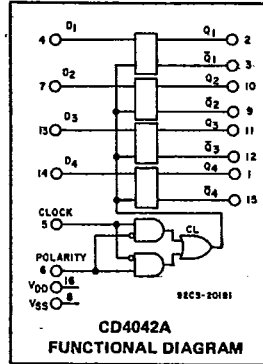 D1
4
Q1
2
Q̅1
3
D2
7
Q2
10
Q̅2
9
D3
13
Q3
11
Q̅3
12
D4
14
Q4
1
Q̅4
15
CLOCK
5
CL
POLARITY
6
VDD 16
VSS 8
92CS-20181
CD4042A
FUNCTIONAL DIAGRAM